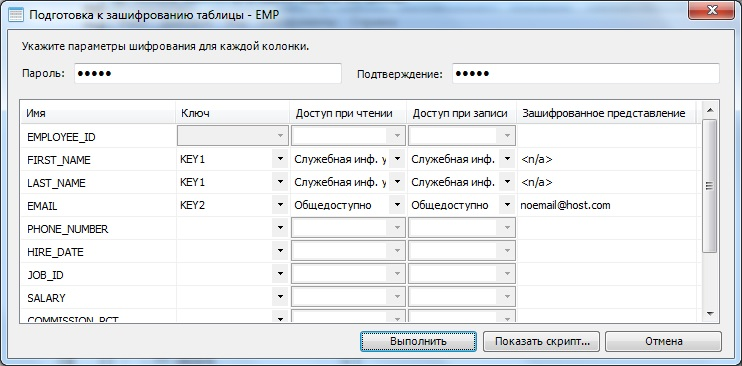 Подготовка к зашифрованию таблицы - EMP
Укажите параметры шифрования для каждой колонки.
Пароль: ●●●●● Подтверждение: ●●●●●
Имя Ключ Доступ при чтении Доступ при записи Зашифрованное представление
EMPLOYEE_ID
FIRST_NAME KEY1 Служебная инф. у Служебная инф. <n/a>
LAST_NAME KEY1 Служебная инф. у Служебная инф. <n/a>
EMAIL KEY2 Общедоступно Общедоступно noemail@host.com
PHONE_NUMBER
HIRE_DATE
JOB_ID
SALARY
COMMISSION_PCT
Выполнить Показать скрипт... Отмена